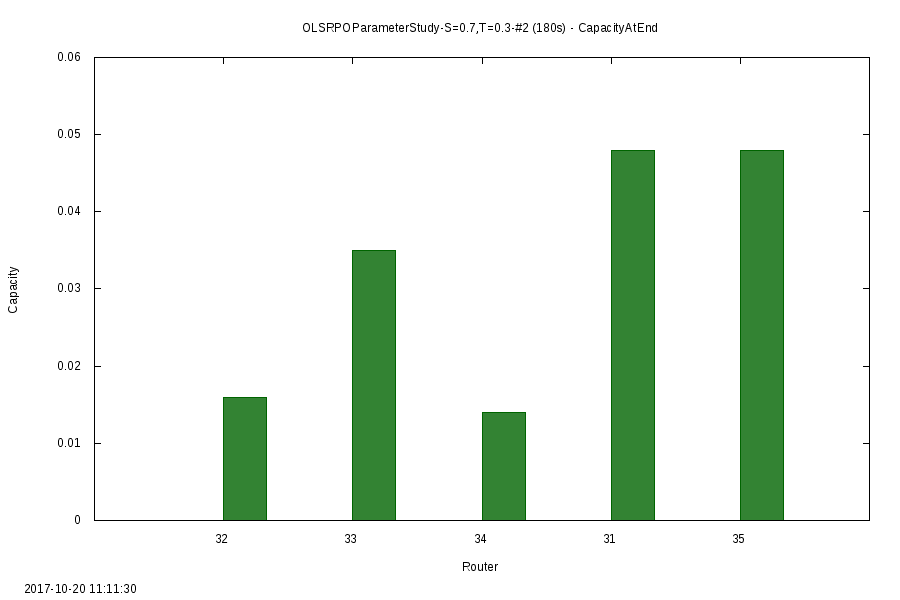 OLSRPOParameterStudy-S=0.7,T=0.3-#2 (180s) - CapacityAtEnd
0.06
0.05
0.04
0.03
0.02
0.01
0
Capacity
32 33 34 31 35
Router
2017-10-20 11:11:30